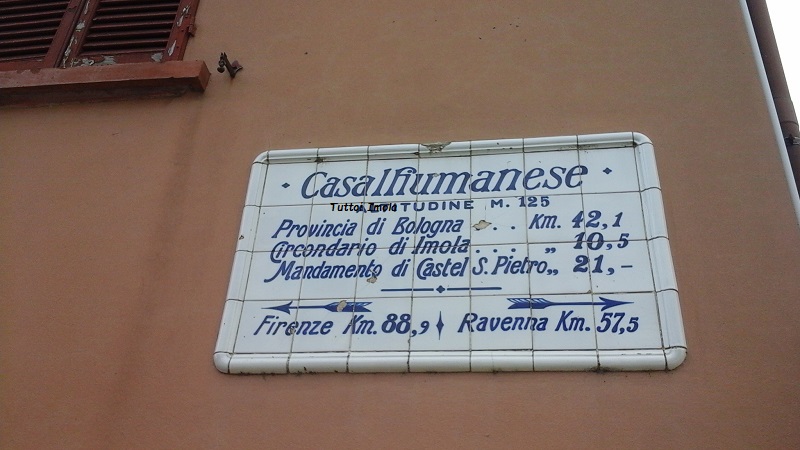 Casalfiumanese
Tutto Imola
ALTITUDINE M. 125
Provincia di Bologna . . Km. 42,1
Circondario di Imola . . . „ 10,5
Mandamento di Castel S. Pietro „ 21,–
Firenze Km. 88,9 Ravenna Km. 57,5